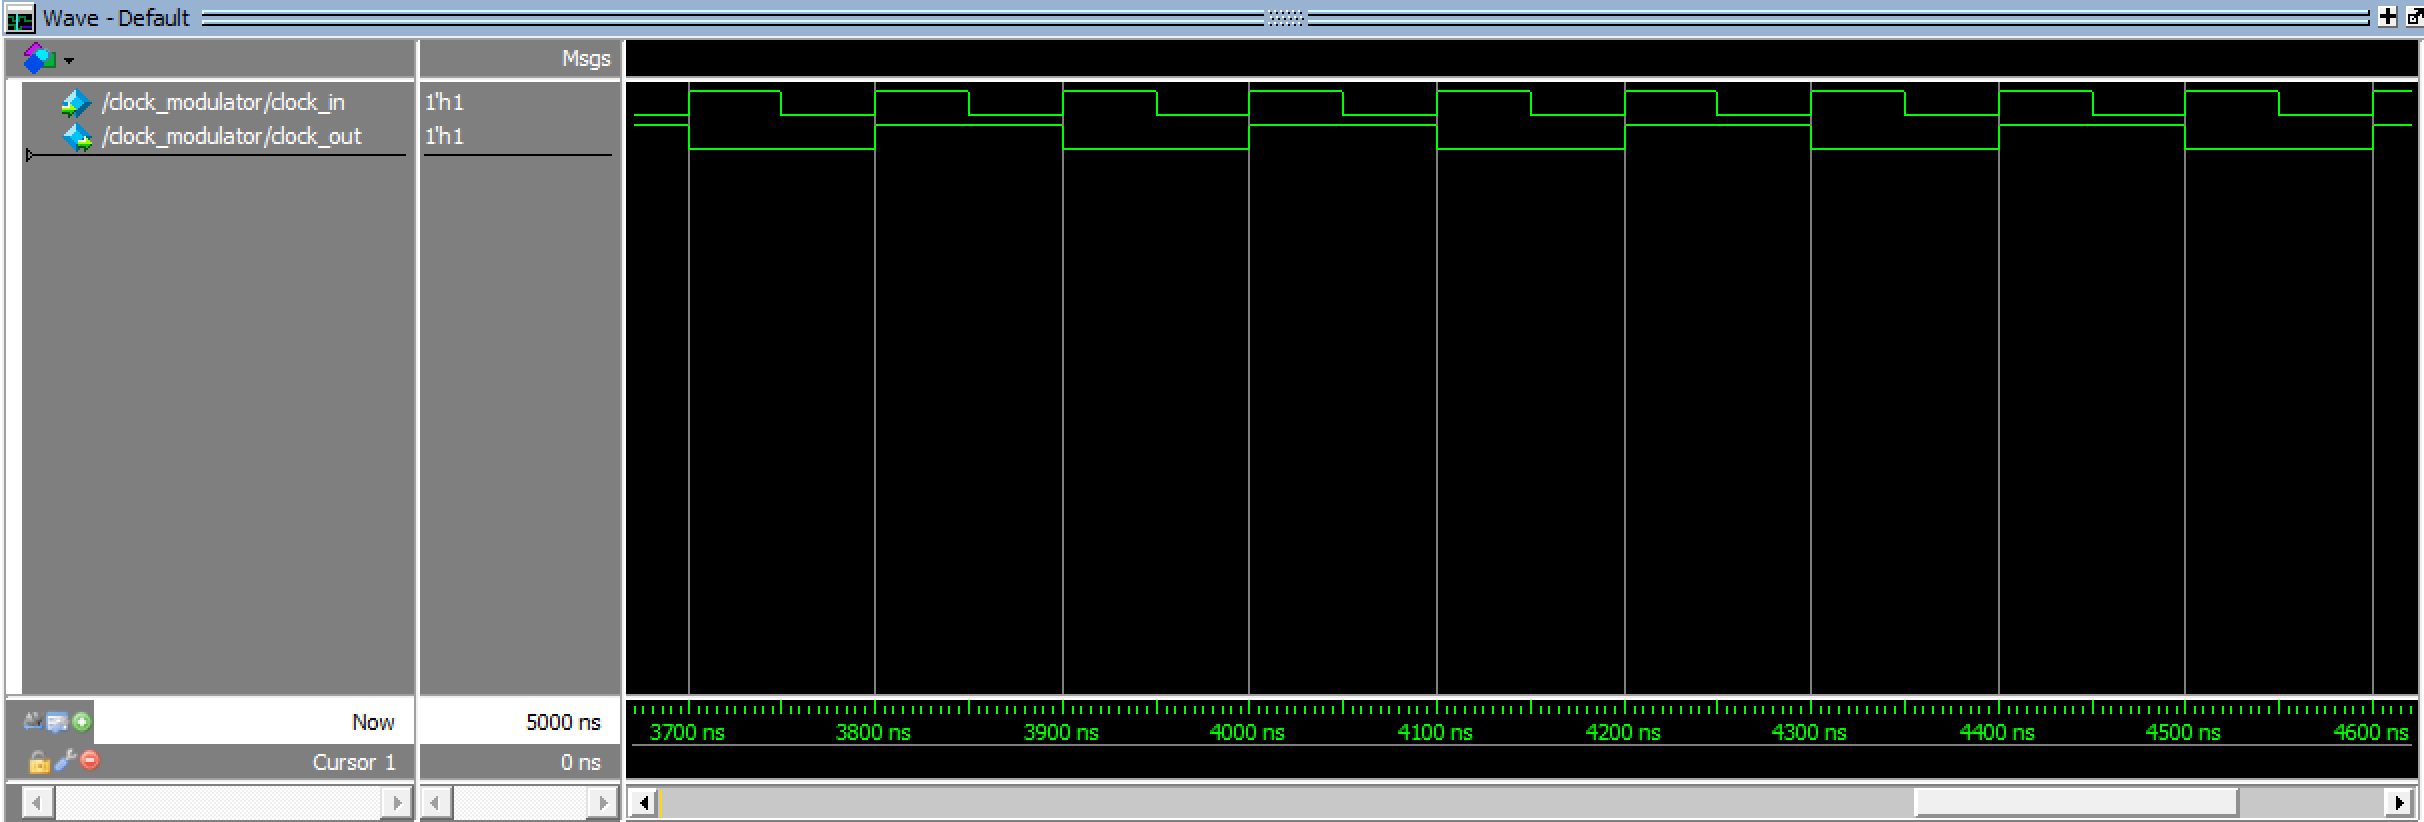 Wave - Default
Msgs
/clock_modulator/clock_in 1'h1
/clock_modulator/clock_out 1'h1
Now 5000 ns
3700 ns 3800 ns 3900 ns 4000 ns 4100 ns 4200 ns 4300 ns 4400 ns 4500 ns 4600 ns
Cursor 1 0 ns